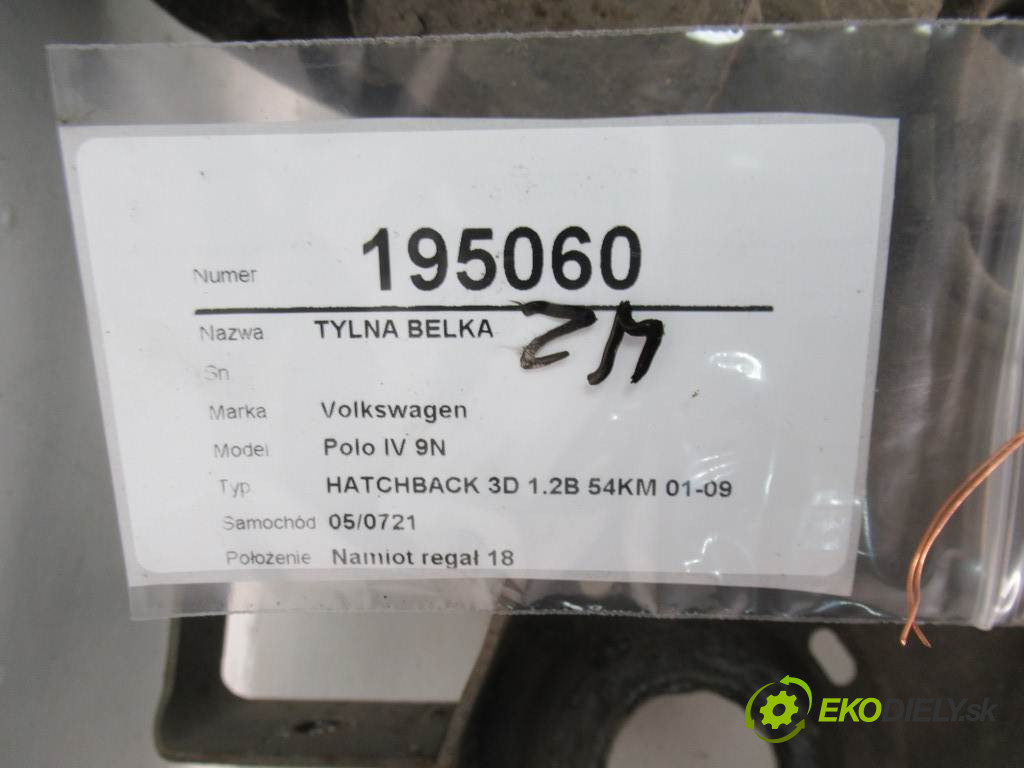 Numer 195060
Nazwa TYLNA BELKA
Sn
Marka Volkswagen
Model Polo IV 9N
Typ HATCHBACK 3D 1.2B 54KM 01-09
Samochód 05/0721
Położenie Namiot regał 18
EKODIELY.sk